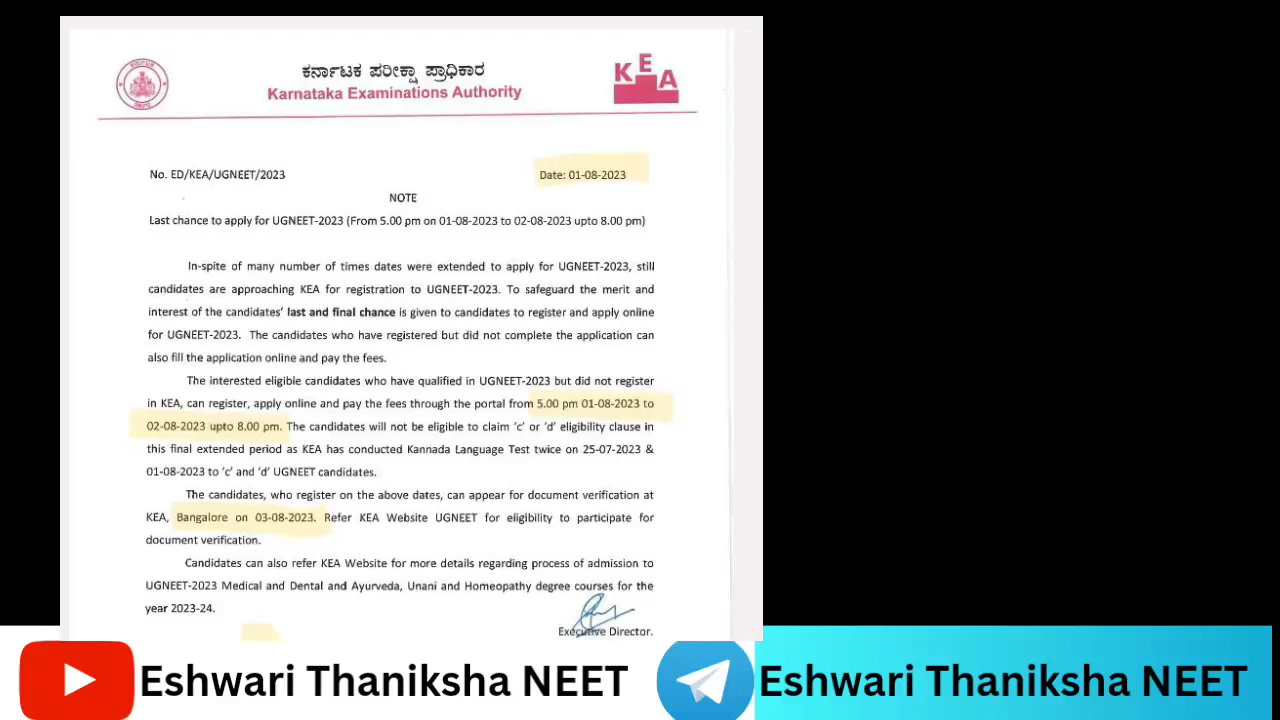 ಕರ್ನಾಟಕ ಪರೀಕ್ಷಾ ಪ್ರಾಧಿಕಾರ
Karnataka Examinations Authority
KEA
No. ED/KEA/UGNEET/2023
Date: 01-08-2023
NOTE
Last chance to apply for UGNEET-2023 (From 5.00 pm on 01-08-2023 to 02-08-2023 upto 8.00 pm)
In-spite of many number of times dates were extended to apply for UGNEET-2023, still
candidates are approaching KEA for registration to UGNEET-2023. To safeguard the merit and
interest of the candidates' last and final chance is given to candidates to register and apply online
for UGNEET-2023. The candidates who have registered but did not complete the application can
also fill the application online and pay the fees.
The interested eligible candidates who have qualified in UGNEET-2023 but did not register
in KEA, can register, apply online and pay the fees through the portal from 5.00 pm 01-08-2023 to
02-08-2023 upto 8.00 pm. The candidates will not be eligible to claim 'c' or 'd' eligibility clause in
this final extended period as KEA has conducted Kannada Language Test twice on 25-07-2023 &
01-08-2023 to 'c' and 'd' UGNEET candidates.
The candidates, who register on the above dates, can appear for document verification at
KEA, Bangalore on 03-08-2023. Refer KEA Website UGNEET for eligibility to participate for
document verification.
Candidates can also refer KEA Website for more details regarding process of admission to
UGNEET-2023 Medical and Dental and Ayurveda, Unani and Homeopathy degree courses for the
year 2023-24.
Executive Director.
Eshwari Thaniksha NEET
Eshwari Thaniksha NEET